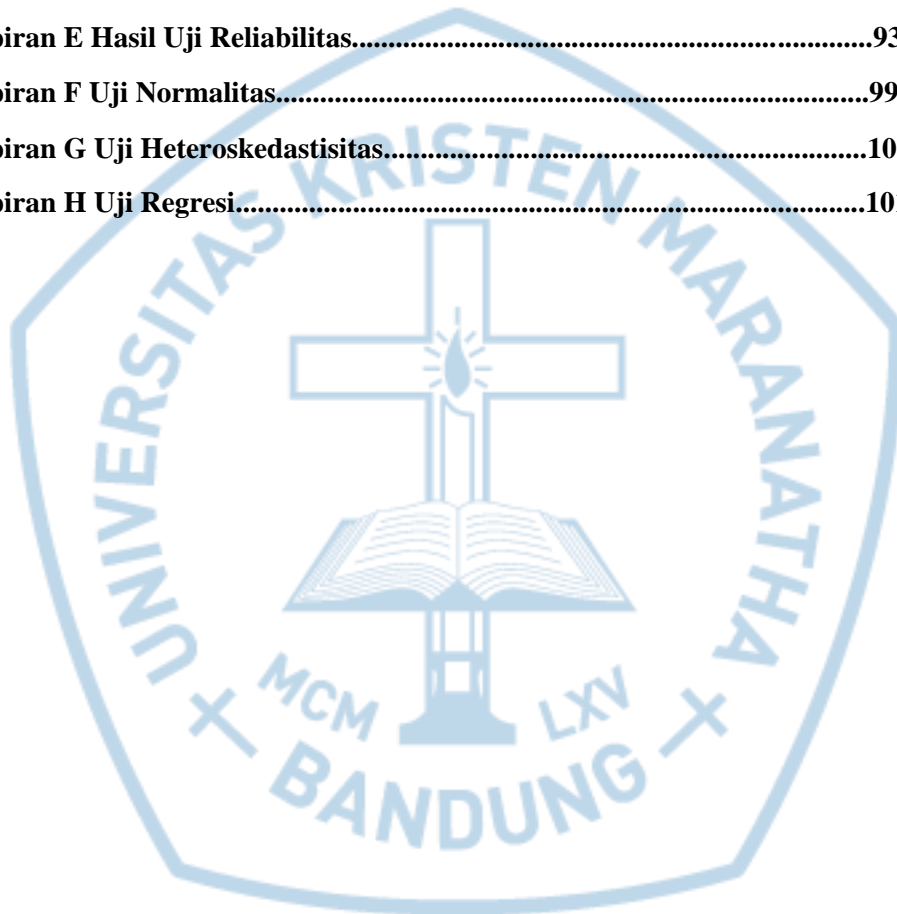 piran E Hasil Uji Reliabilitas..............................................................................93
piran F Uji Normalitas.........................................................................................99
piran G Uji Heteroskedastisitas........................................................................10
piran H Uji Regresi..............................................................................................101
UNIVERSITAS KRISTEN MARANATHA
MCM LXV
BANDUNG